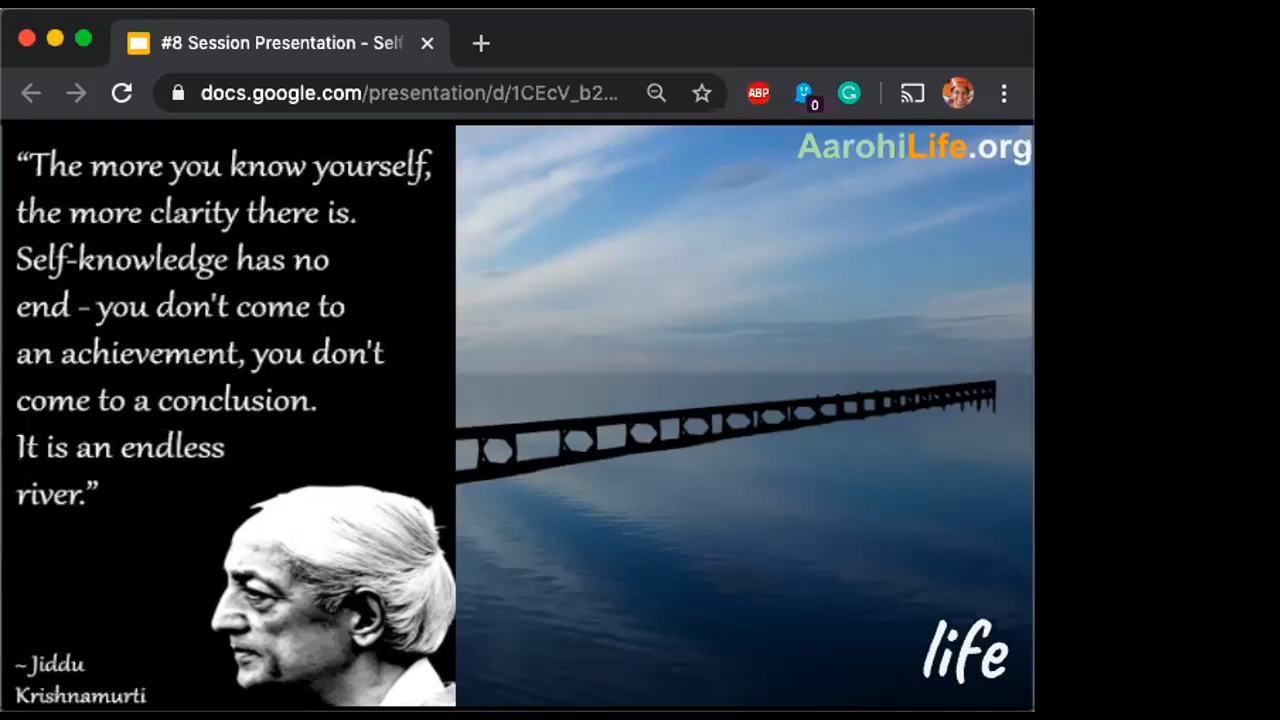 #8 Session Presentation - Self
docs.google.com/presentation/d/1CEcV_b2...
ABP
0
“The more you know yourself,
the more clarity there is.
Self-knowledge has no
end - you don't come to
an achievement, you don't
come to a conclusion.
It is an endless
river.”
~Jiddu
Krishnamurti
AarohiLife.org
life